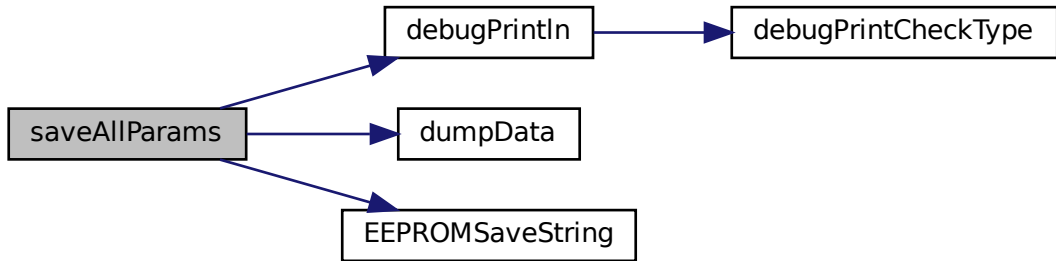 debugPrintln
debugPrintCheckType
saveAllParams
dumpData
EEPROMSaveString